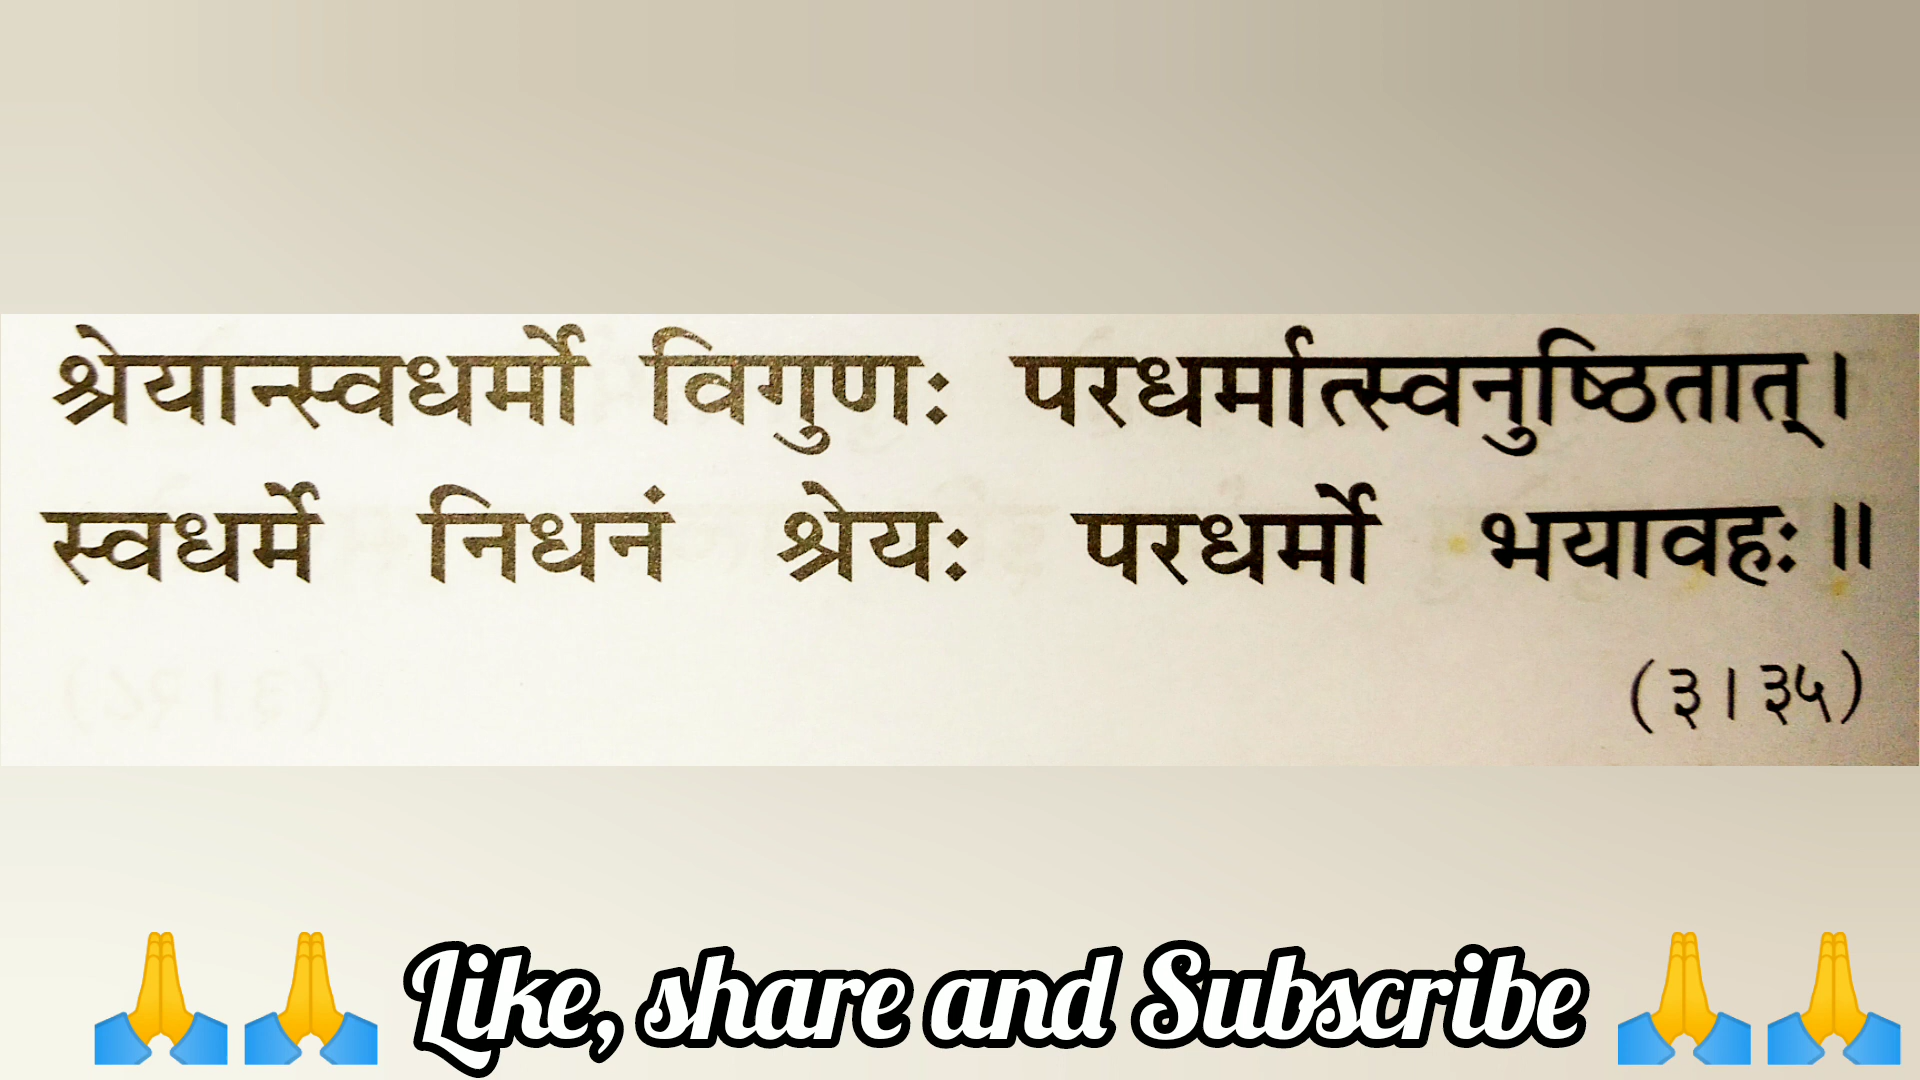 श्रेयान्स्वधर्मो विगुणः परधर्मात्स्वनुष्ठितात्।
स्वधर्मे निधनं श्रेयः परधर्मो भयावहः॥
(३।३५)
🙏🙏 Like, share and Subscribe 🙏🙏